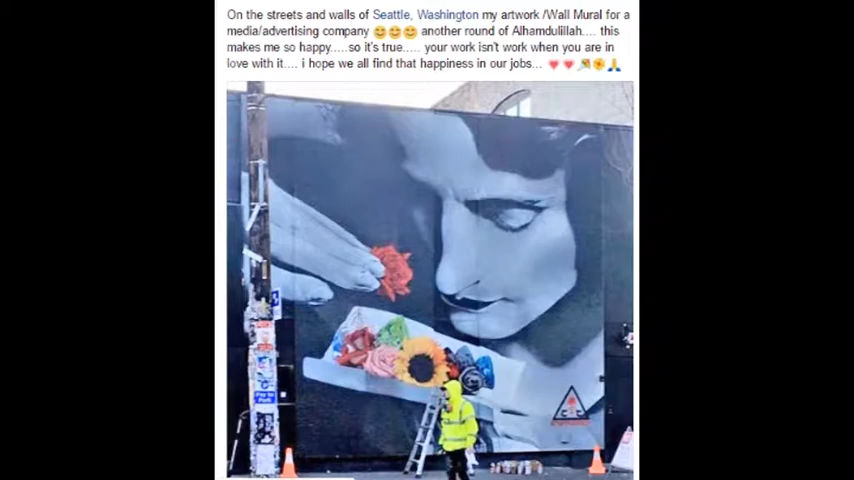 On the streets and walls of Seattle, Washington my artwork /Wall Mural for a
media/advertising company 😊😊😊 another round of Alhamdulillah.... this
makes me so happy.....so it's true..... your work isn't work when you are in
love with it.... i hope we all find that happiness in our jobs...